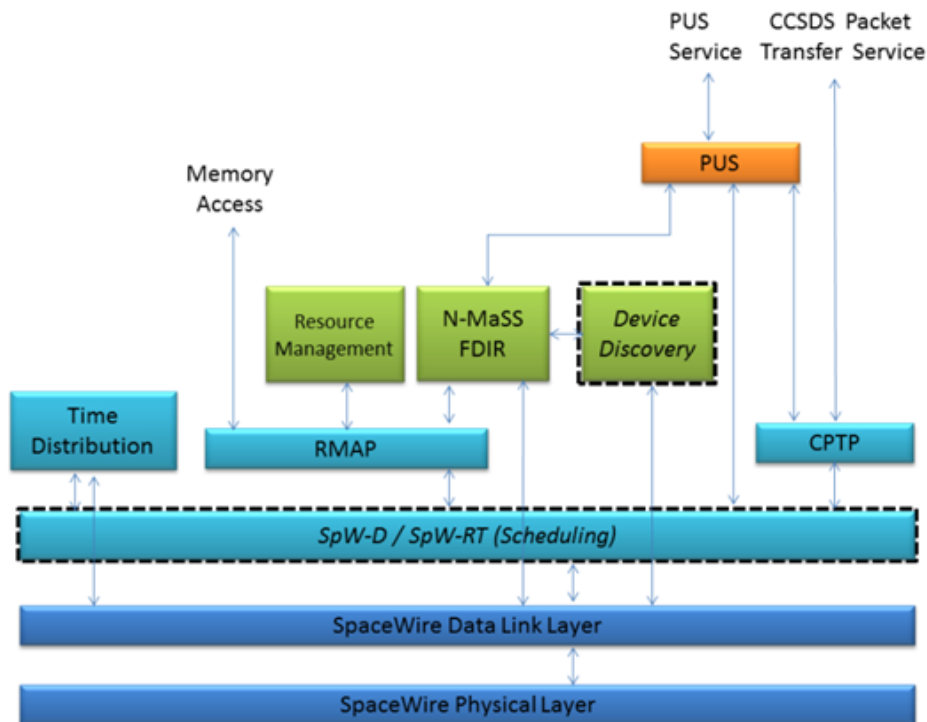 PUS
Service
CCSDS Packet
Transfer Service
PUS
Memory
Access
Resource
Management
N-MaSS
FDIR
Device
Discovery
Time
Distribution
RMAP
CPTP
SpW-D / SpW-RT (Scheduling)
SpaceWire Data Link Layer
SpaceWire Physical Layer